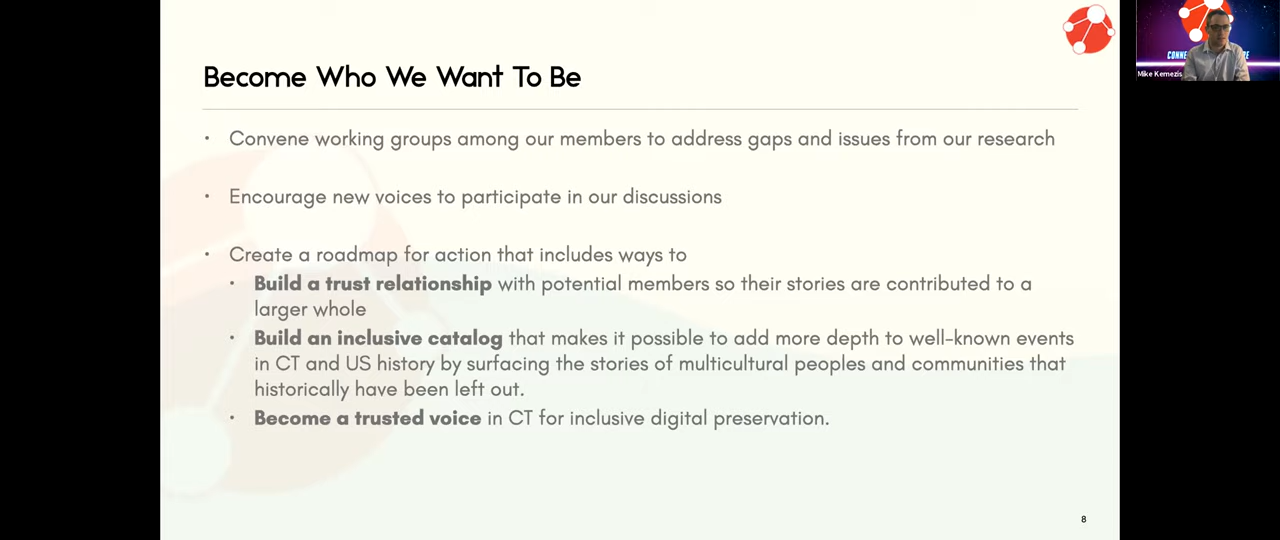 Become Who We Want To Be
• Convene working groups among our members to address gaps and issues from our research
• Encourage new voices to participate in our discussions
• Create a roadmap for action that includes ways to
• Build a trust relationship with potential members so their stories are contributed to a
larger whole
• Build an inclusive catalog that makes it possible to add more depth to well-known events
in CT and US history by surfacing the stories of multicultural peoples and communities that
historically have been left out.
• Become a trusted voice in CT for inclusive digital preservation.
8
Mike Kemezis